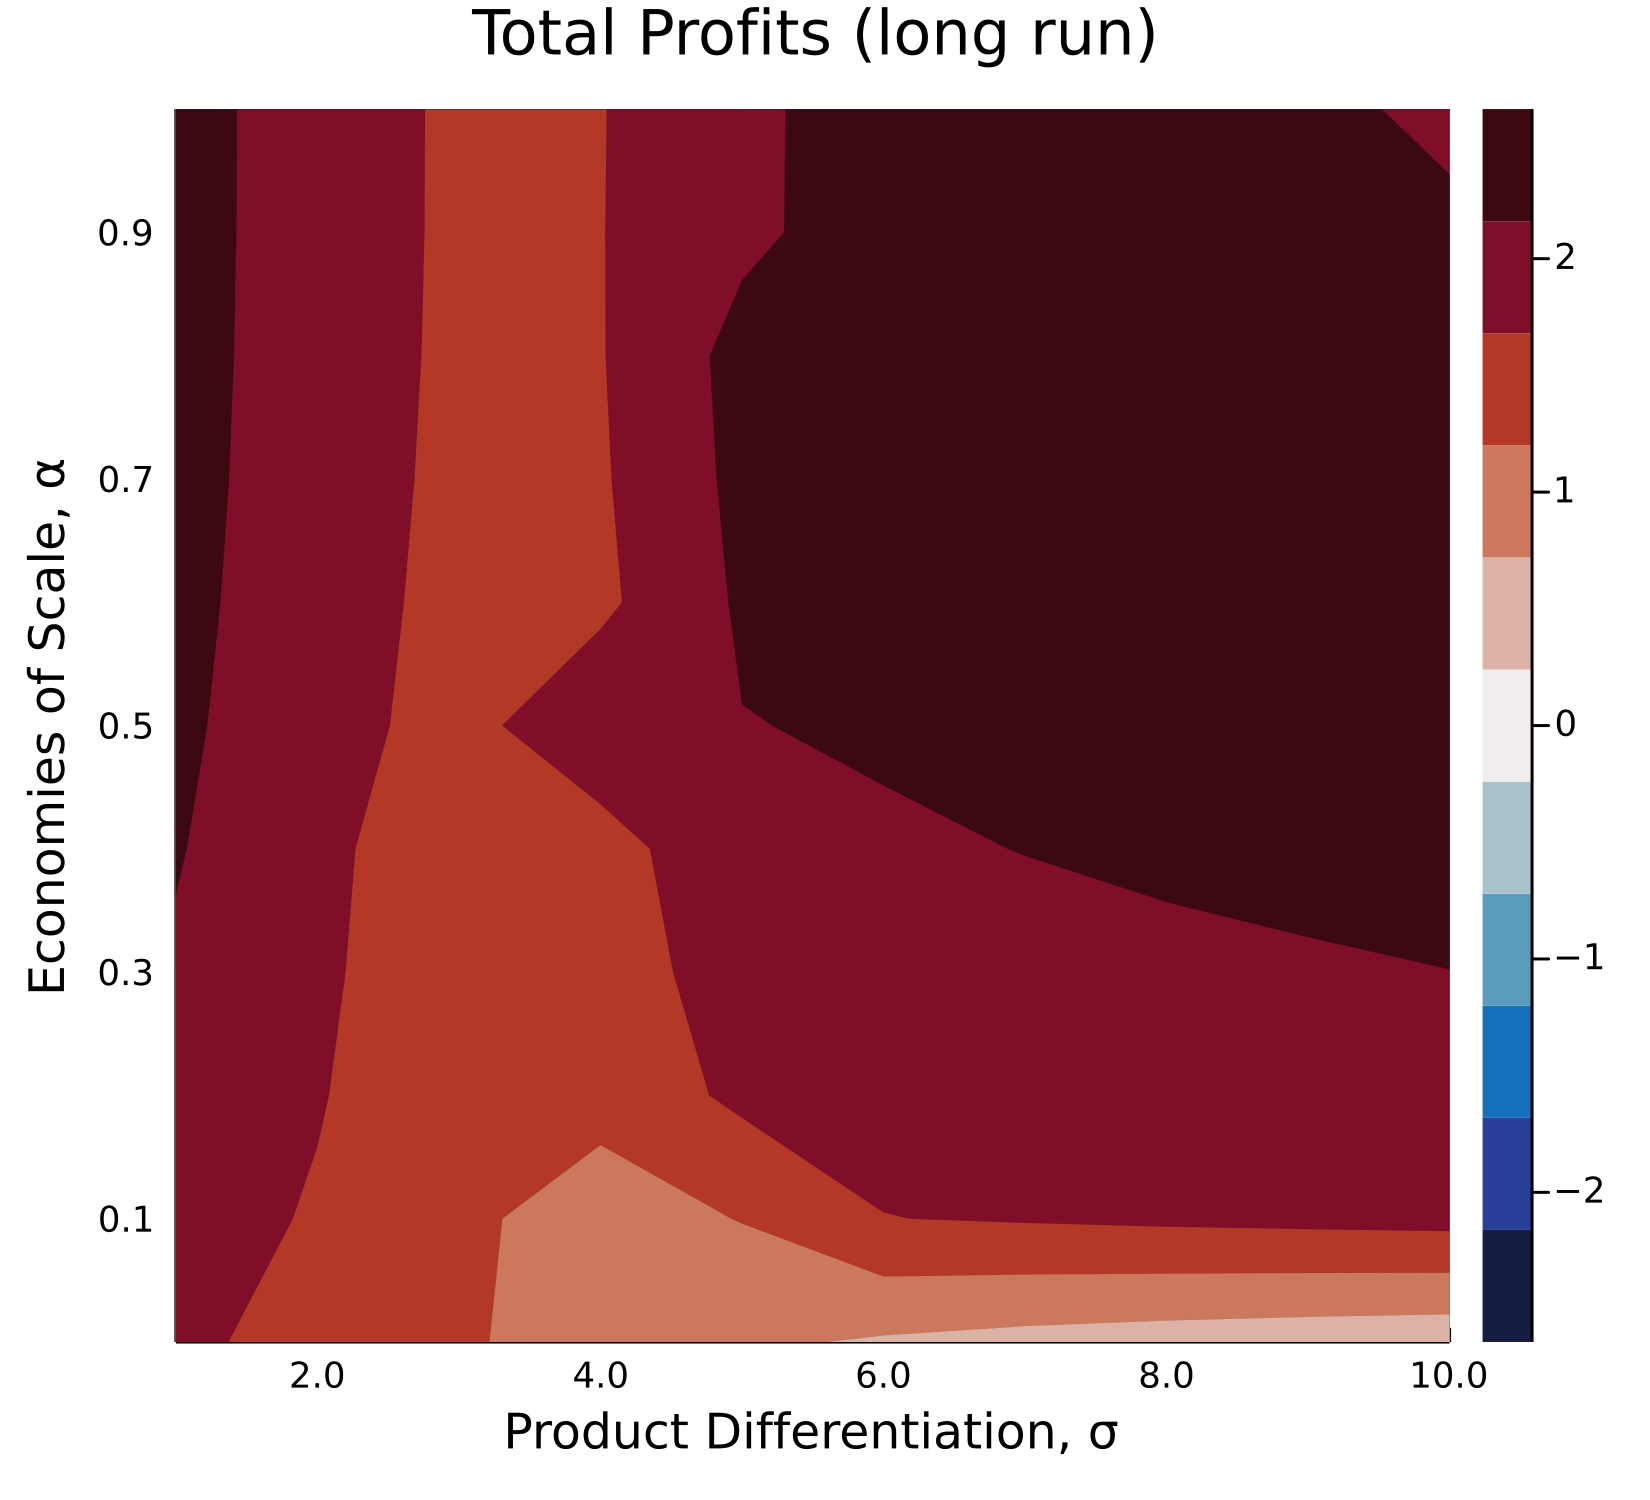 Total Profits (long run)
Economies of Scale, α
0.9
0.7
0.5
0.3
0.1
2.0 4.0 6.0 8.0 10.0
Product Differentiation, σ
2
1
0
−1
−2